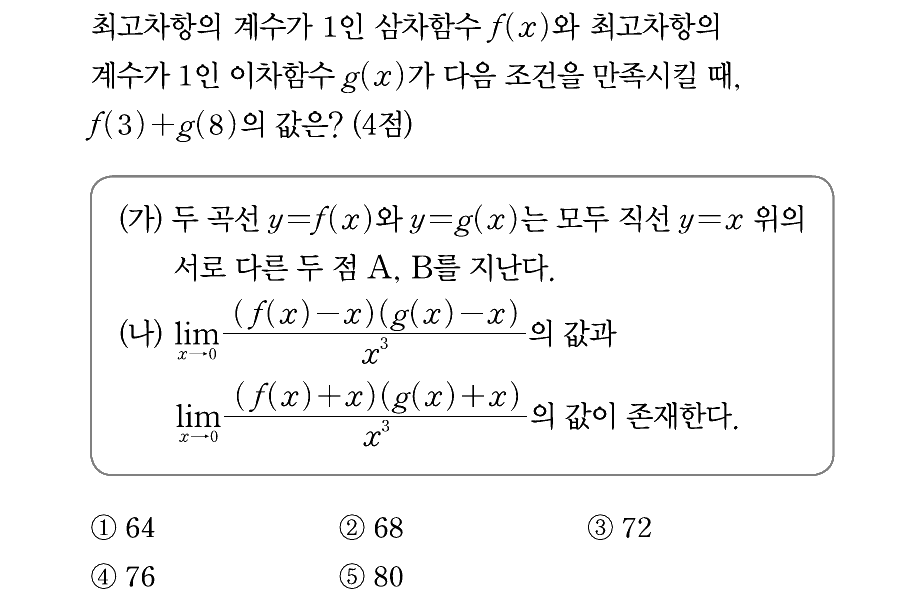 최고차항의 계수가 1인 삼차함수 f(x)와 최고차항의
계수가 1인 이차함수 g(x)가 다음 조건을 만족시킬 때,
f(3)+g(8)의 값은? (4점)
(가) 두 곡선 y=f(x)와 y=g(x)는 모두 직선 y=x 위의
서로 다른 두 점 A, B를 지난다.
(나) lim_{x→0} (f(x)-x)(g(x)-x)/x³ 의 값과
lim_{x→0} (f(x)+x)(g(x)+x)/x³ 의 값이 존재한다.
① 64 ② 68 ③ 72
④ 76 ⑤ 80